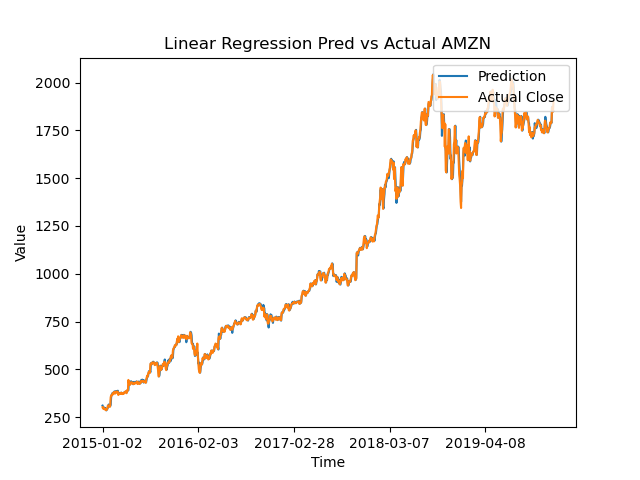 Linear Regression Pred vs Actual AMZN
Prediction
Actual Close
2000
1750
1500
1250
1000
750
500
250
Value
2015-01-02 2016-02-03 2017-02-28 2018-03-07 2019-04-08
Time